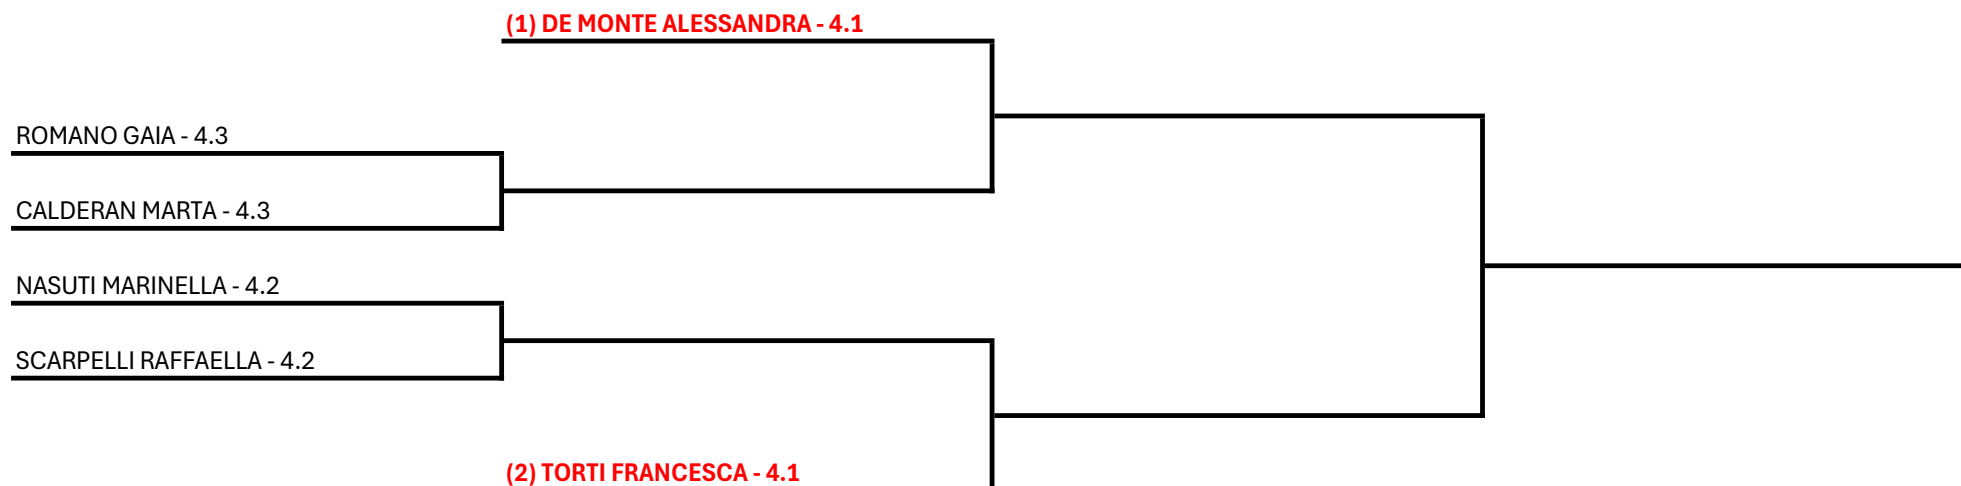 (1) DE MONTE ALESSANDRA - 4.1
ROMANO GAIA - 4.3
CALDERAN MARTA - 4.3
NASUTI MARINELLA - 4.2
SCARPELLI RAFFAELLA - 4.2
(2) TORTI FRANCESCA - 4.1